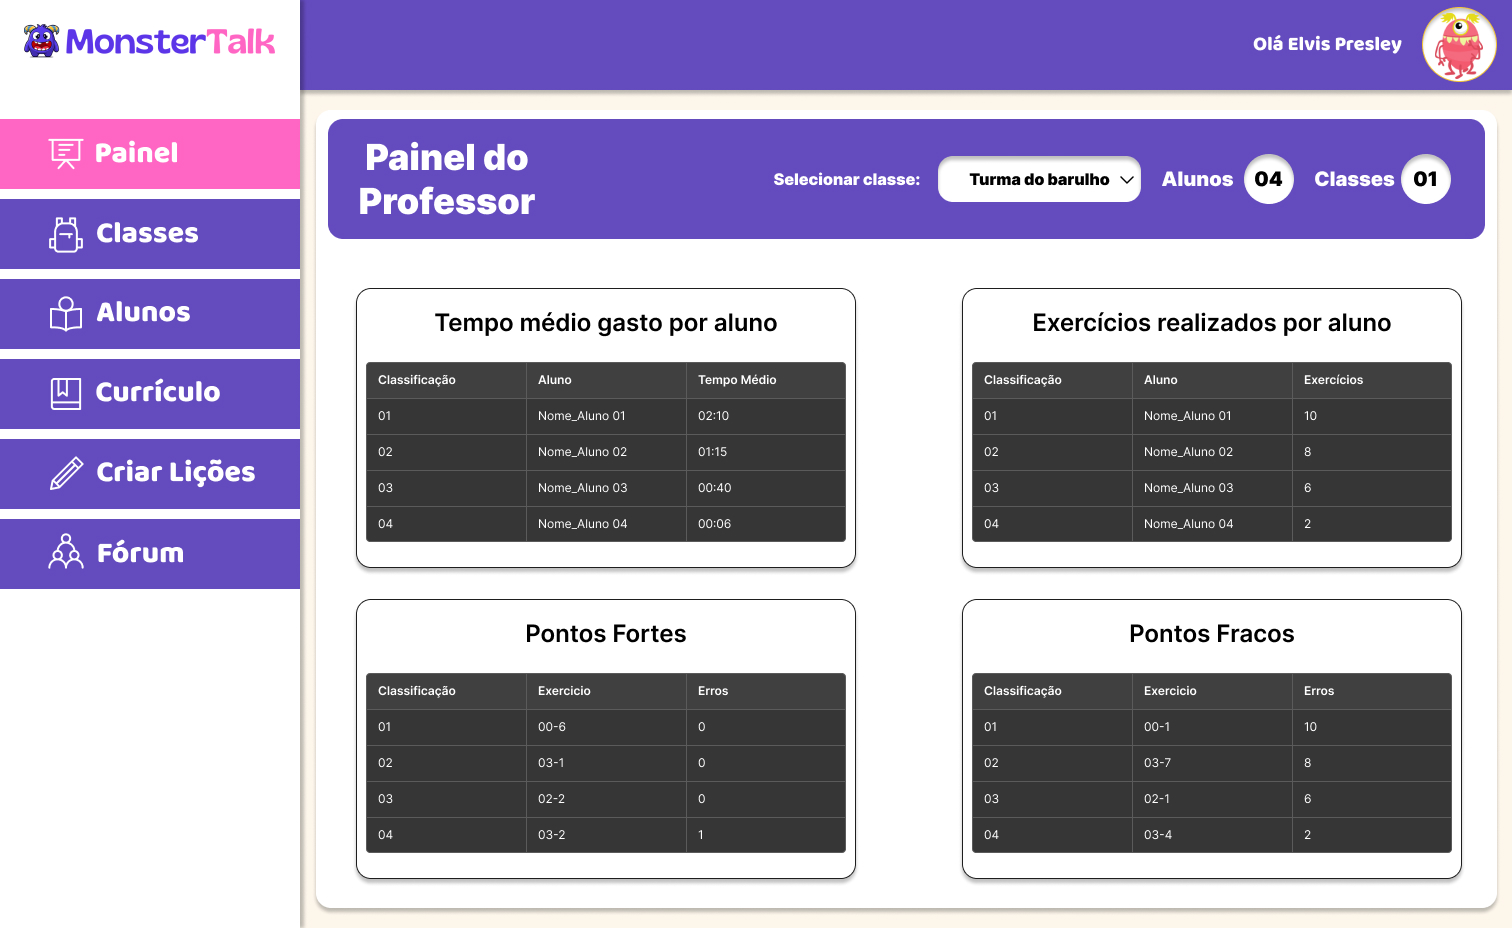 MonsterTalk
Olá Elvis Presley
Painel
Classes
Alunos
Currículo
Criar Lições
Fórum
Painel do
Professor
Selecionar classe:
Turma do barulho
Alunos 04
Classes 01
Tempo médio gasto por aluno
Classificação Aluno Tempo Médio
01 Nome_Aluno 01 02:10
02 Nome_Aluno 02 01:15
03 Nome_Aluno 03 00:40
04 Nome_Aluno 04 00:06
Exercícios realizados por aluno
Classificação Aluno Exercícios
01 Nome_Aluno 01 10
02 Nome_Aluno 02 8
03 Nome_Aluno 03 6
04 Nome_Aluno 04 2
Pontos Fortes
Classificação Exercicio Erros
01 00-6 0
02 03-1 0
03 02-2 0
04 03-2 1
Pontos Fracos
Classificação Exercicio Erros
01 00-1 10
02 03-7 8
03 02-1 6
04 03-4 2